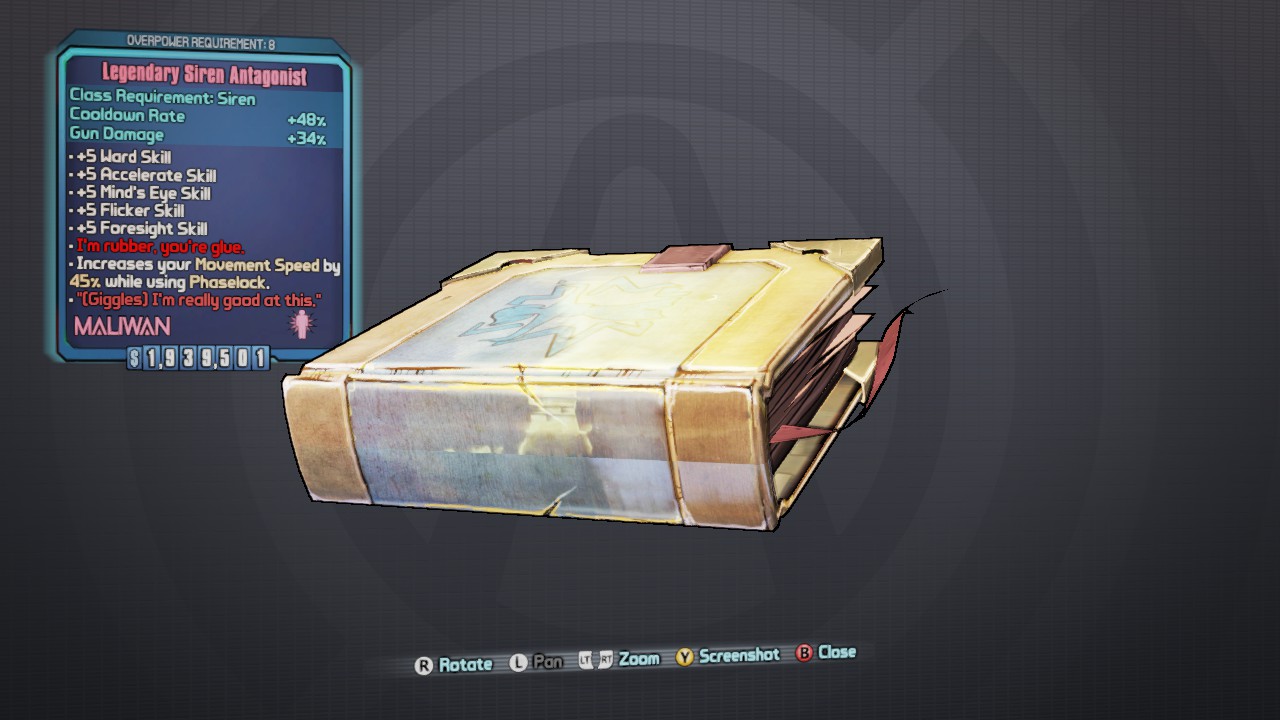 OVERPOWER REQUIREMENT: 8
Legendary Siren Antagonist
Class Requirement: Siren
Cooldown Rate +48%
Gun Damage +34%
• +5 Ward Skill
• +5 Accelerate Skill
• +5 Mind's Eye Skill
• +5 Flicker Skill
• +5 Foresight Skill
• I'm rubber, you're glue.
• Increases your Movement Speed by
45% while using Phaselock.
• "(Giggles) I'm really good at this."
MALIWAN
$ 1,939,501
R Rotate L Pan LT RT Zoom Y Screenshot B Close